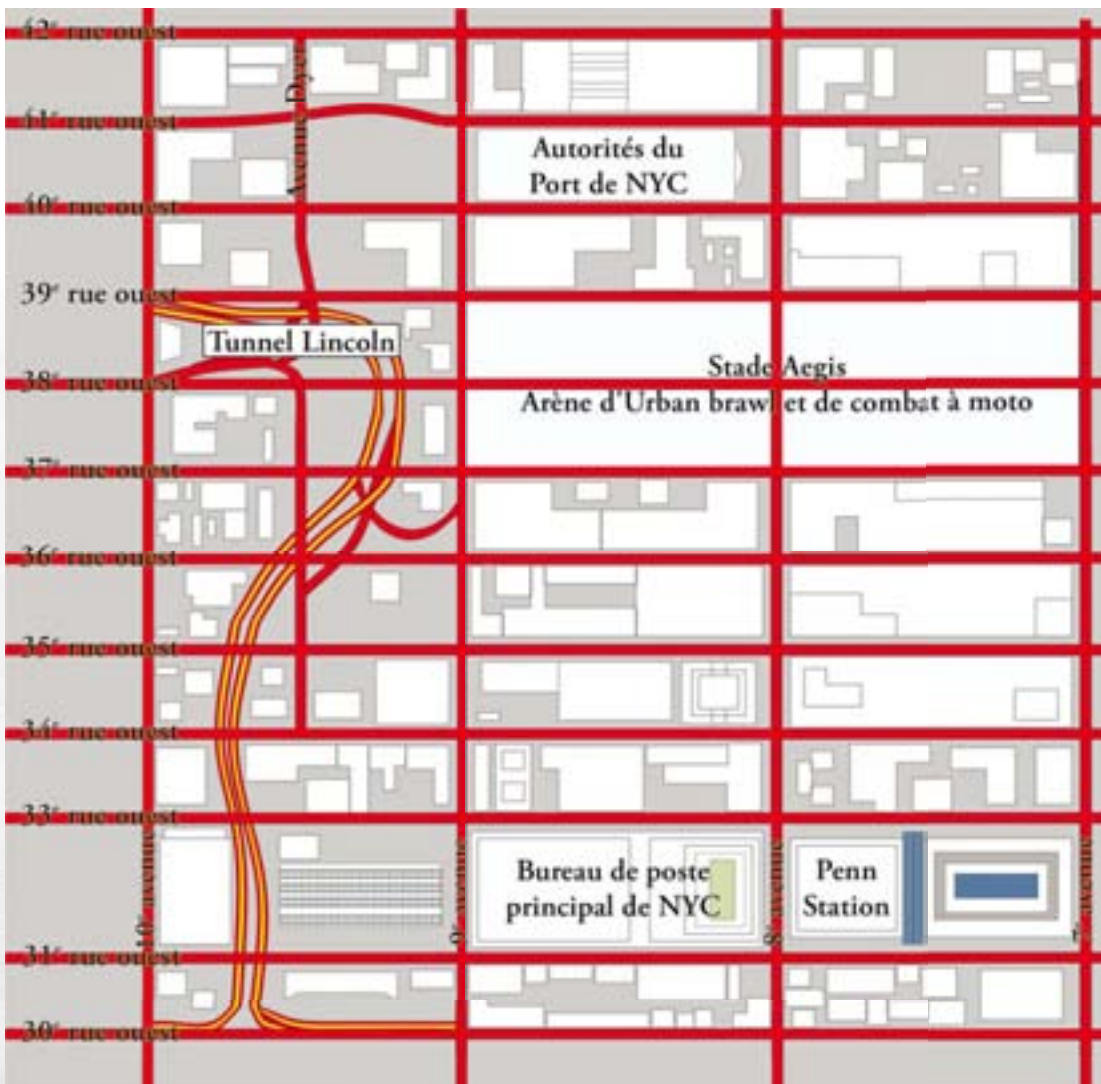 42e rue ouest
Avenue Dyer
41e rue ouest
Autorités du
Port de NYC
40e rue ouest
39e rue ouest
Tunnel Lincoln
Stade Aegis
38e rue ouest
Arène d'Urban brawl et de combat à moto
37e rue ouest
36e rue ouest
35e rue ouest
34e rue ouest
33e rue ouest
10e avenue
9e avenue
8e avenue
7e avenue
Bureau de poste
principal de NYC
Penn
Station
31e rue ouest
30e rue ouest